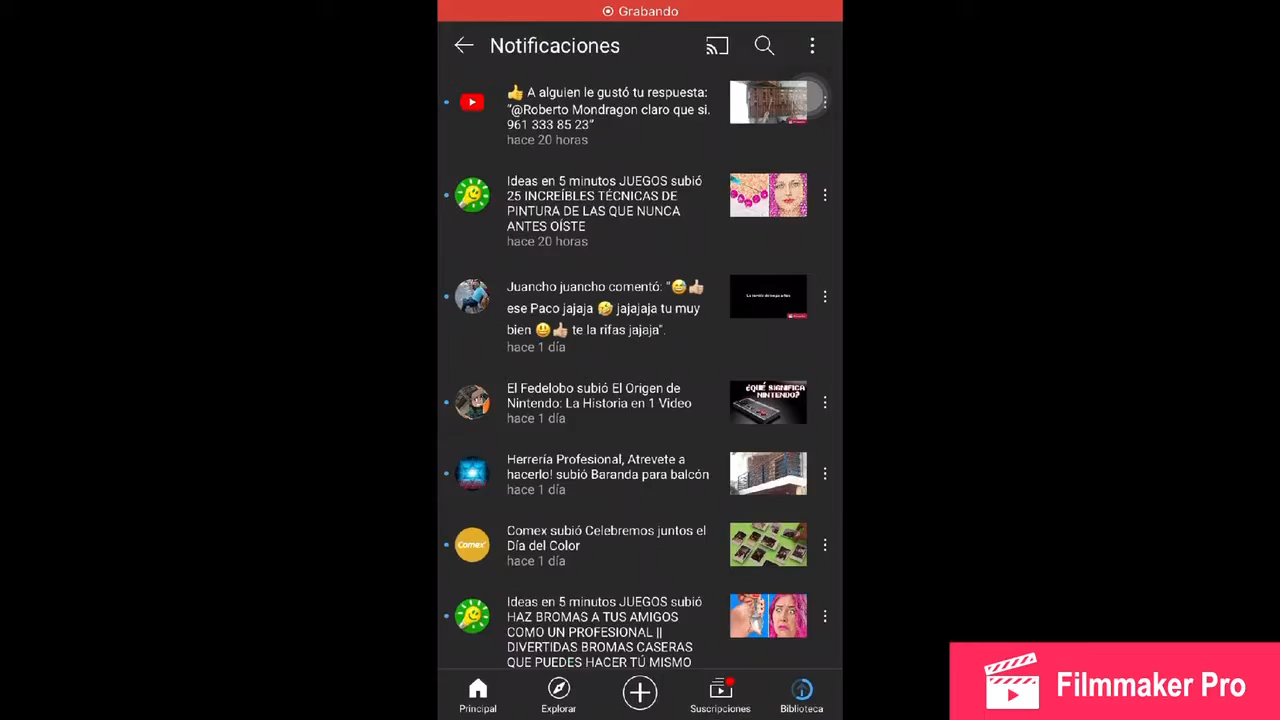 Grabando
Notificaciones
👍 A alguien le gustó tu respuesta:
"@Roberto Mondragon claro que si.
961 333 85 23"
hace 20 horas
Ideas en 5 minutos JUEGOS subió
25 INCREÍBLES TÉCNICAS DE
PINTURA DE LAS QUE NUNCA
ANTES OÍSTE
hace 20 horas
Juancho juancho comentó: "😅👍🏼
ese Paco jajaja 🤣 jajajaja tu muy
bien 😃👍🏼 te la rifas jajaja".
hace 1 día
El Fedelobo subió El Origen de
Nintendo: La Historia en 1 Video
hace 1 día
¿QUÉ SIGNIFICA
NINTENDO?
Herrería Profesional, Atrevete a
hacerlo! subió Baranda para balcón
hace 1 día
Comex
Comex subió Celebremos juntos el
Día del Color
hace 1 día
Ideas en 5 minutos JUEGOS subió
HAZ BROMAS A TUS AMIGOS
COMO UN PROFESIONAL ||
DIVERTIDAS BROMAS CASERAS
QUE PUEDES HACER TÚ MISMO
Principal
Explorar
Suscripciones
Biblioteca
Filmmaker Pro